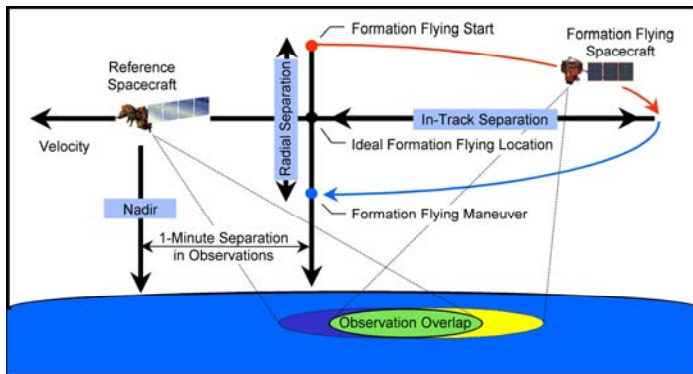 Formation Flying Start
Formation Flying
Spacecraft
Reference
Spacecraft
Radial Separation
In-Track Separation
Velocity
Ideal Formation Flying Location
Nadir
Formation Flying Maneuver
1-Minute Separation
in Observations
Observation Overlap